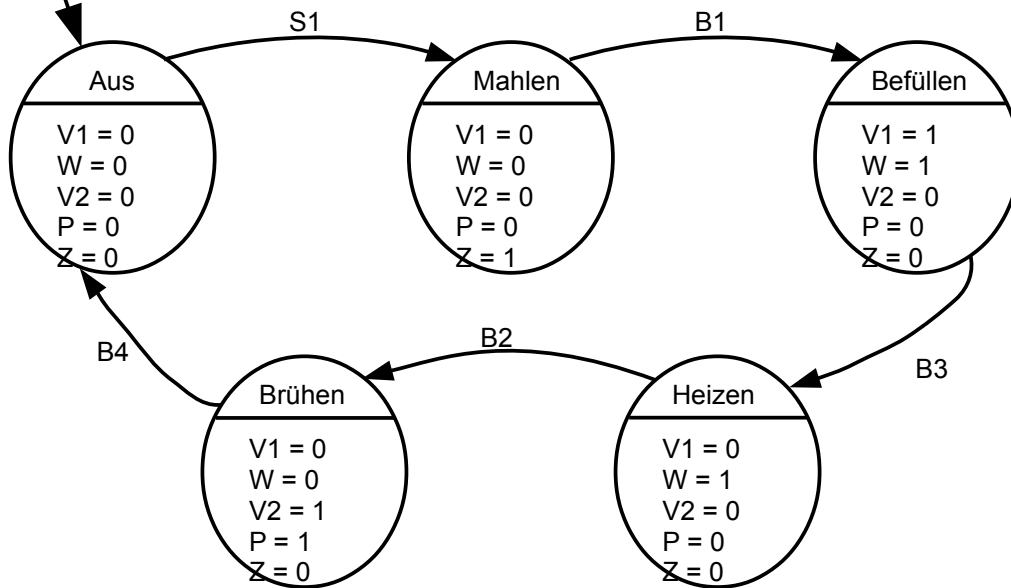 S1
B1
Aus
V1 = 0
W = 0
V2 = 0
P = 0
Z = 0
Mahlen
V1 = 0
W = 0
V2 = 0
P = 0
Z = 1
Befüllen
V1 = 1
W = 1
V2 = 0
P = 0
Z = 0
B4
B2
B3
Brühen
V1 = 0
W = 0
V2 = 1
P = 1
Z = 0
Heizen
V1 = 0
W = 1
V2 = 0
P = 0
Z = 0